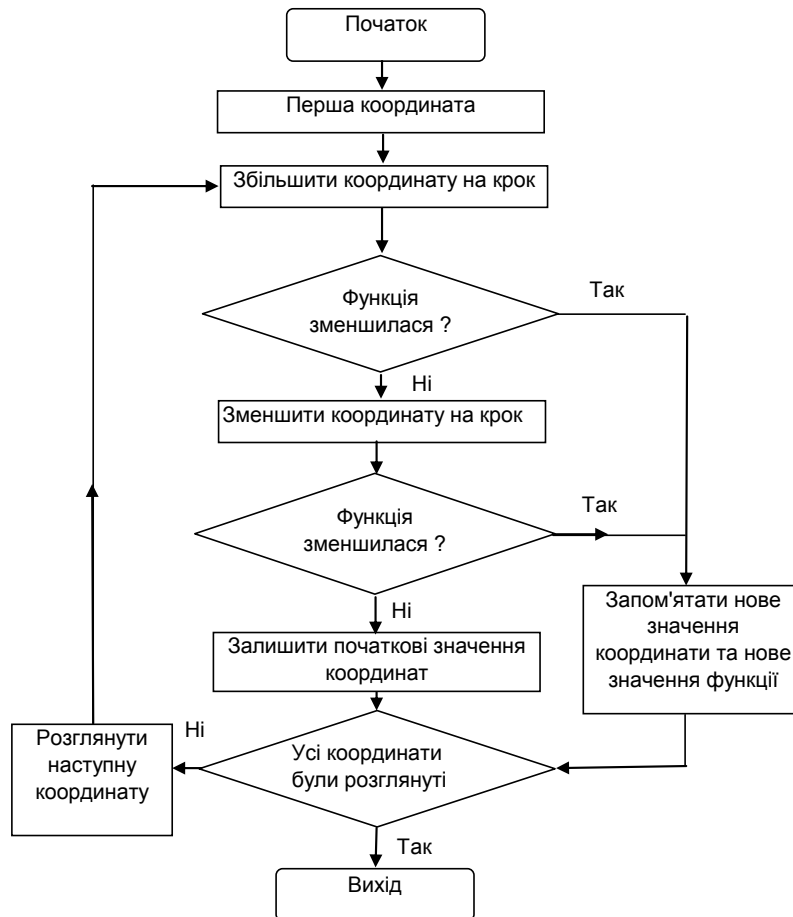 Початок
Перша координата
Збільшити координату на крок
Функція
зменшилася ?
Так
Ні
Зменшити координату на крок
Функція
зменшилася ?
Так
Ні
Запам'ятати нове
значення
координати та нове
значення функції
Залишити початкові значення
координат
Усі координати
були розглянуті
Ні
Розглянути
наступну
координату
Так
Вихід